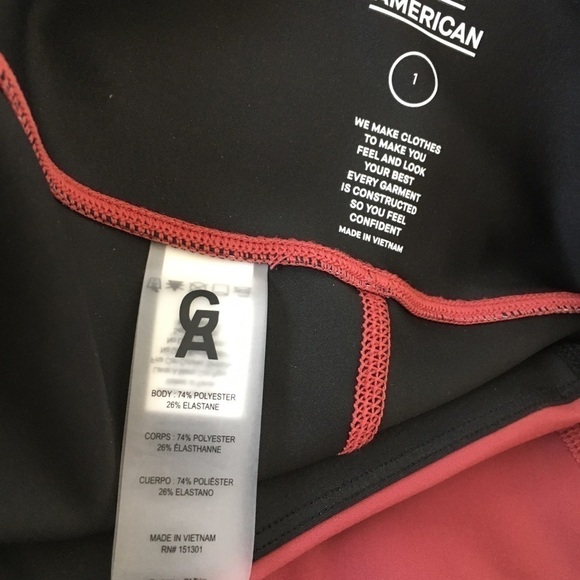 AMERICAN
1
WE MAKE CLOTHES
TO MAKE YOU
FEEL AND LOOK
YOUR BEST
EVERY GARMENT
IS CONSTRUCTED
SO YOU FEEL
CONFIDENT
MADE IN VIETNAM
GA
BODY : 74% POLYESTER
26% ELASTANE
CORPS : 74% POLYESTER
26% ÉLASTHANNE
CUERPO : 74% POLIÉSTER
26% ELASTANO
MADE IN VIETNAM
RN# 151301